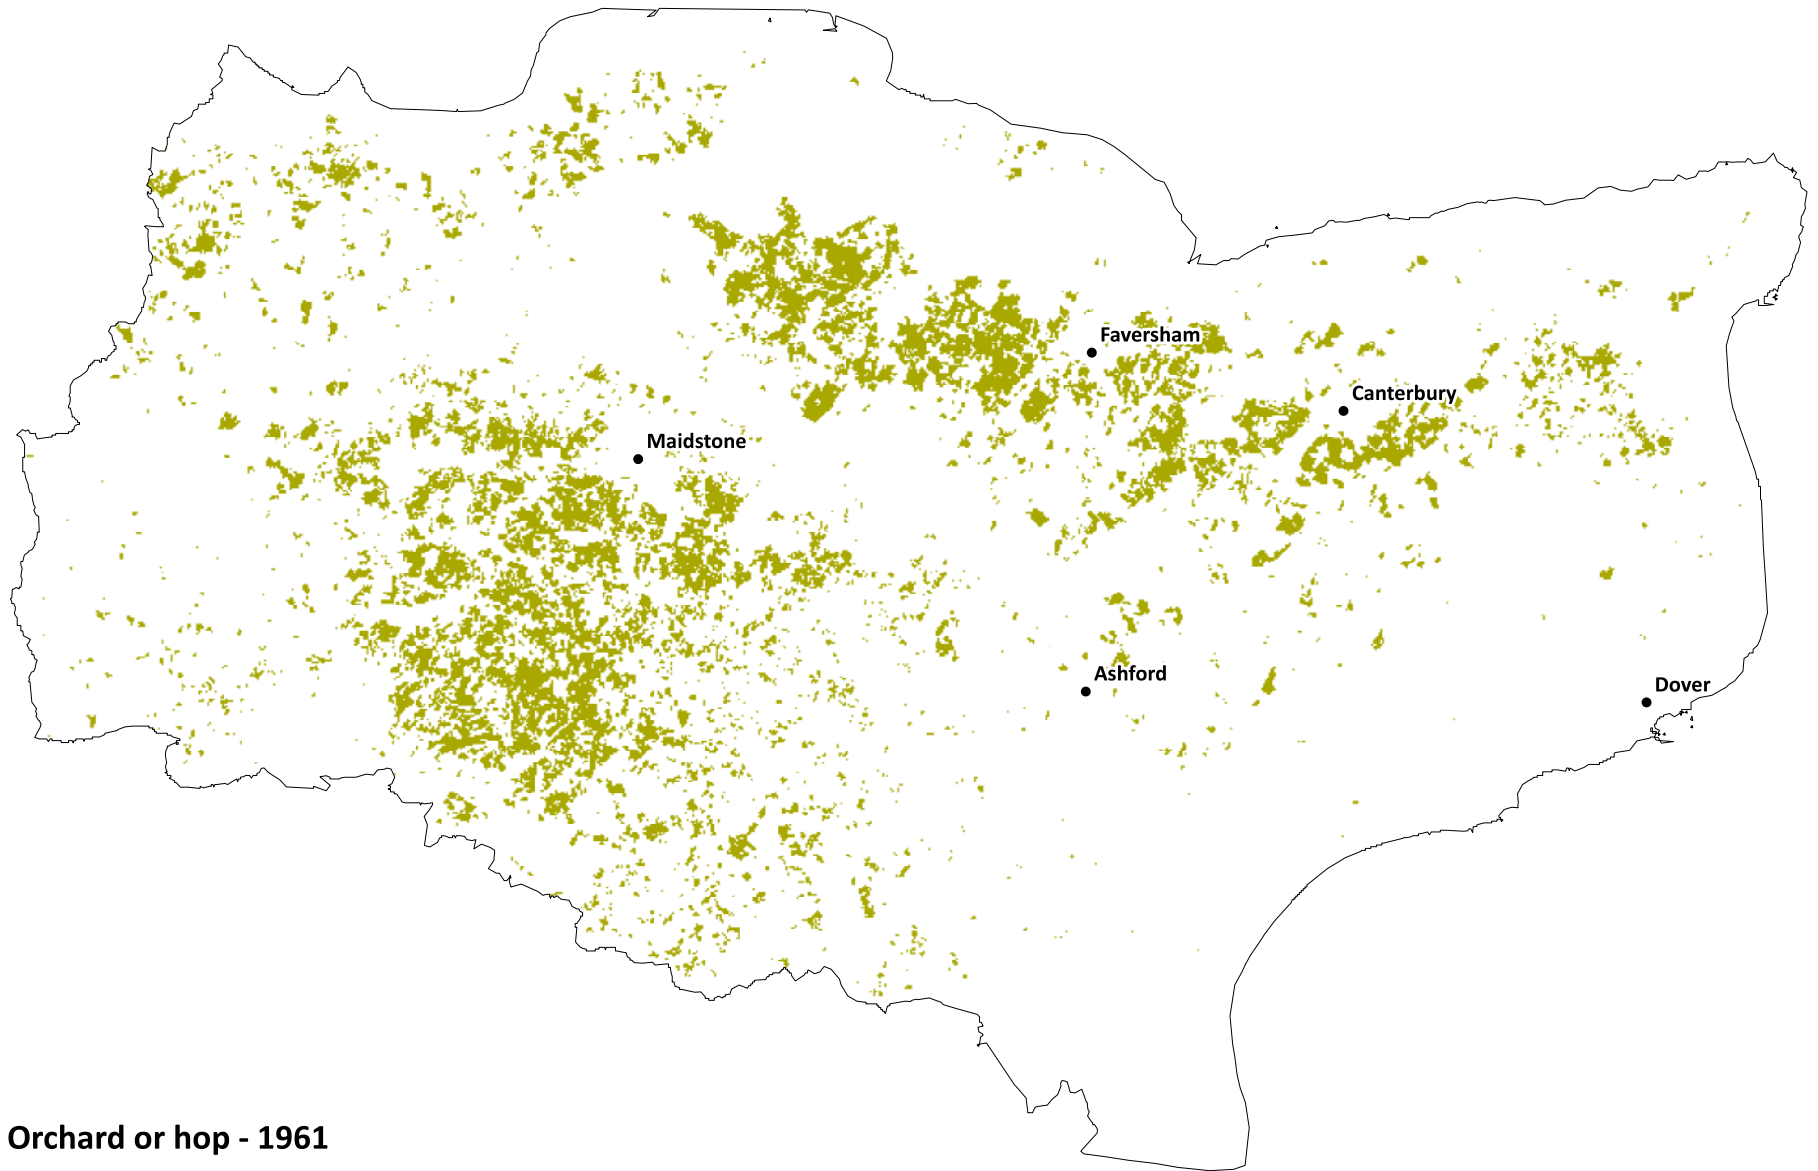 Faversham
Canterbury
Maidstone
Ashford
Dover
Orchard or hop - 1961